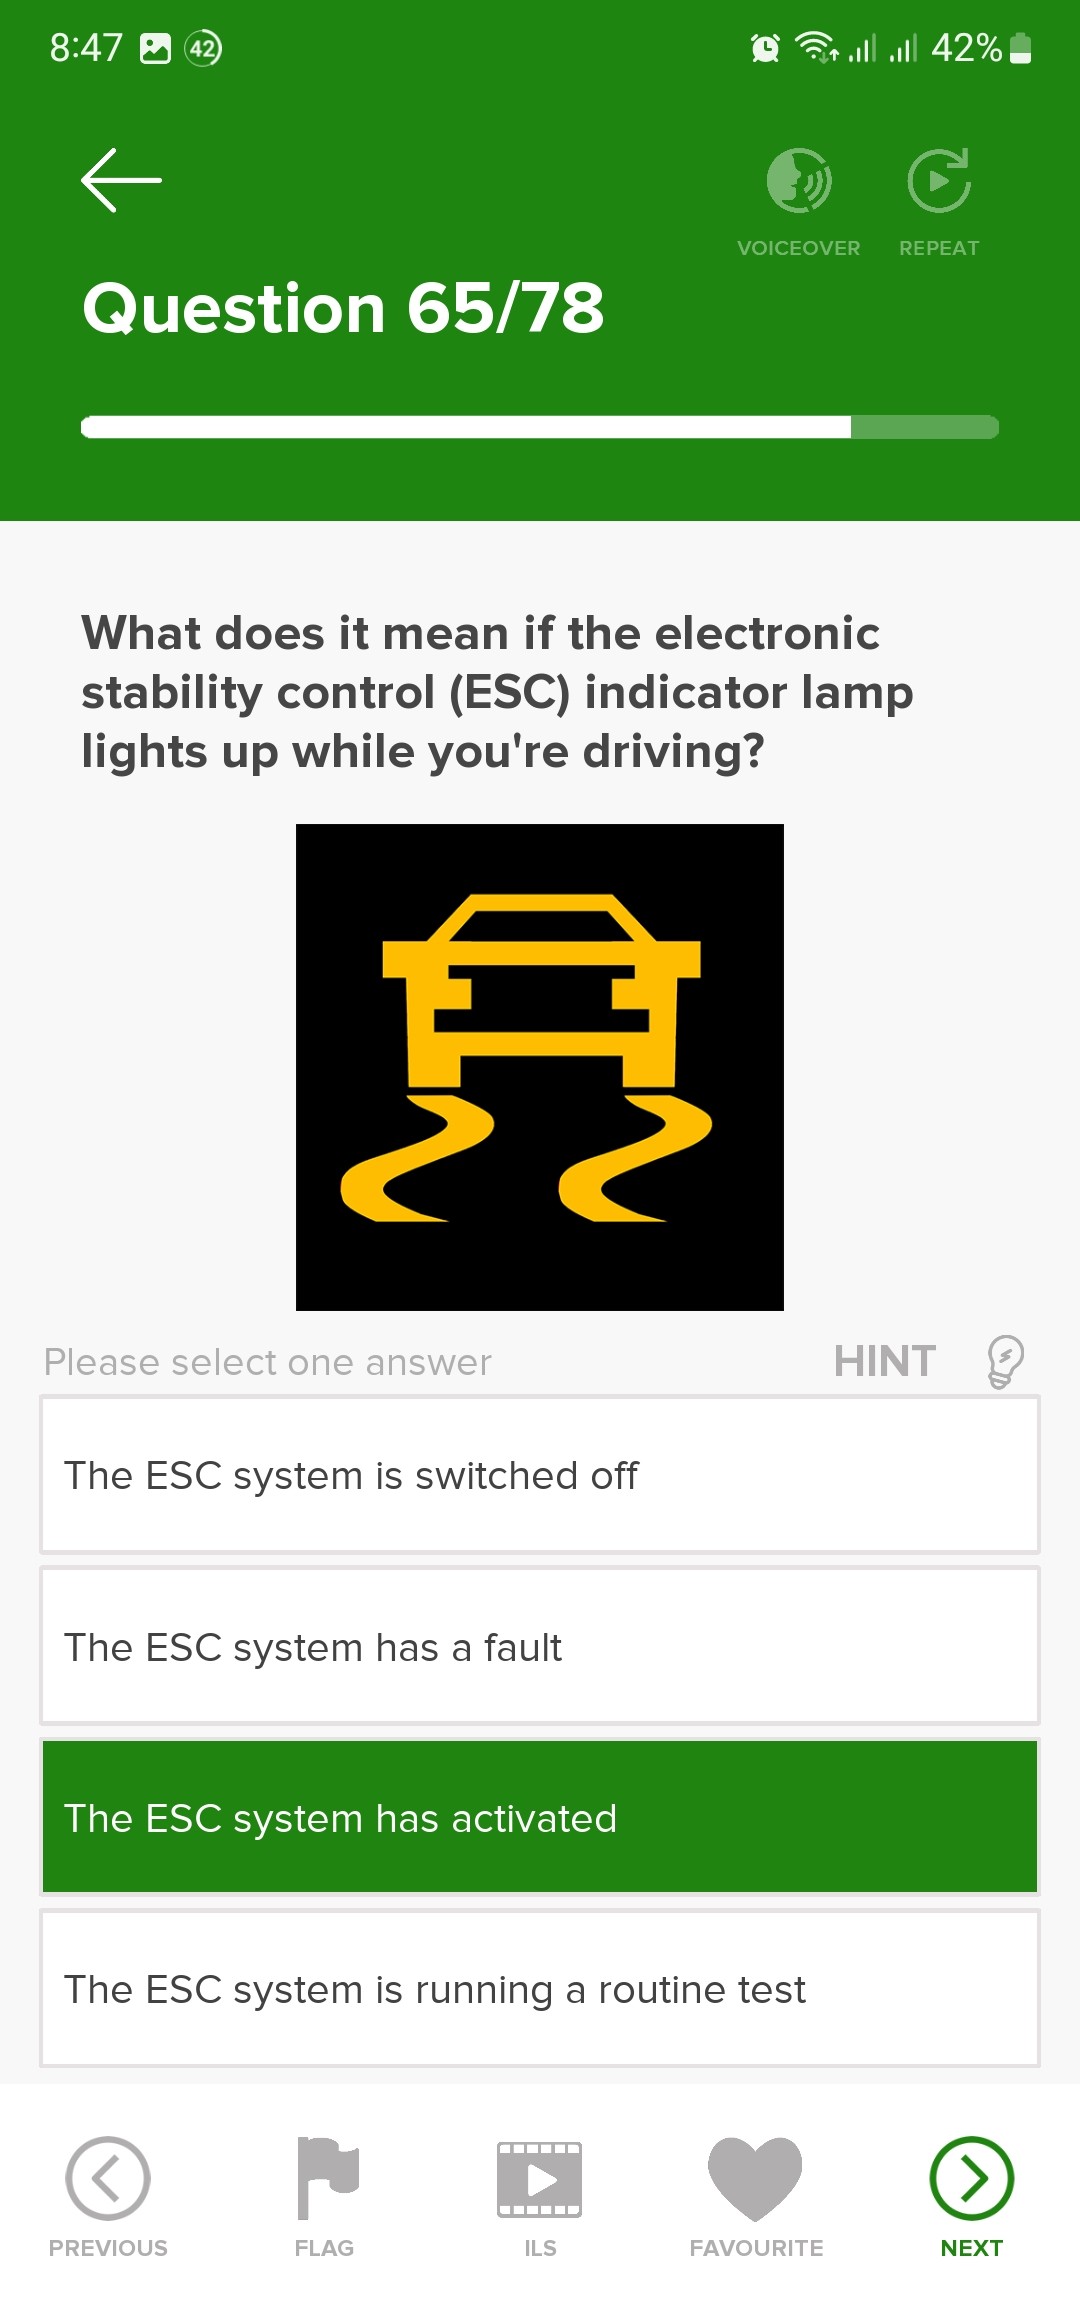 8:47 42 42%
VOICEOVER REPEAT
Question 65/78
What does it mean if the electronic
stability control (ESC) indicator lamp
lights up while you're driving?
Please select one answer HINT
The ESC system is switched off
The ESC system has a fault
The ESC system has activated
The ESC system is running a routine test
PREVIOUS FLAG ILS FAVOURITE NEXT